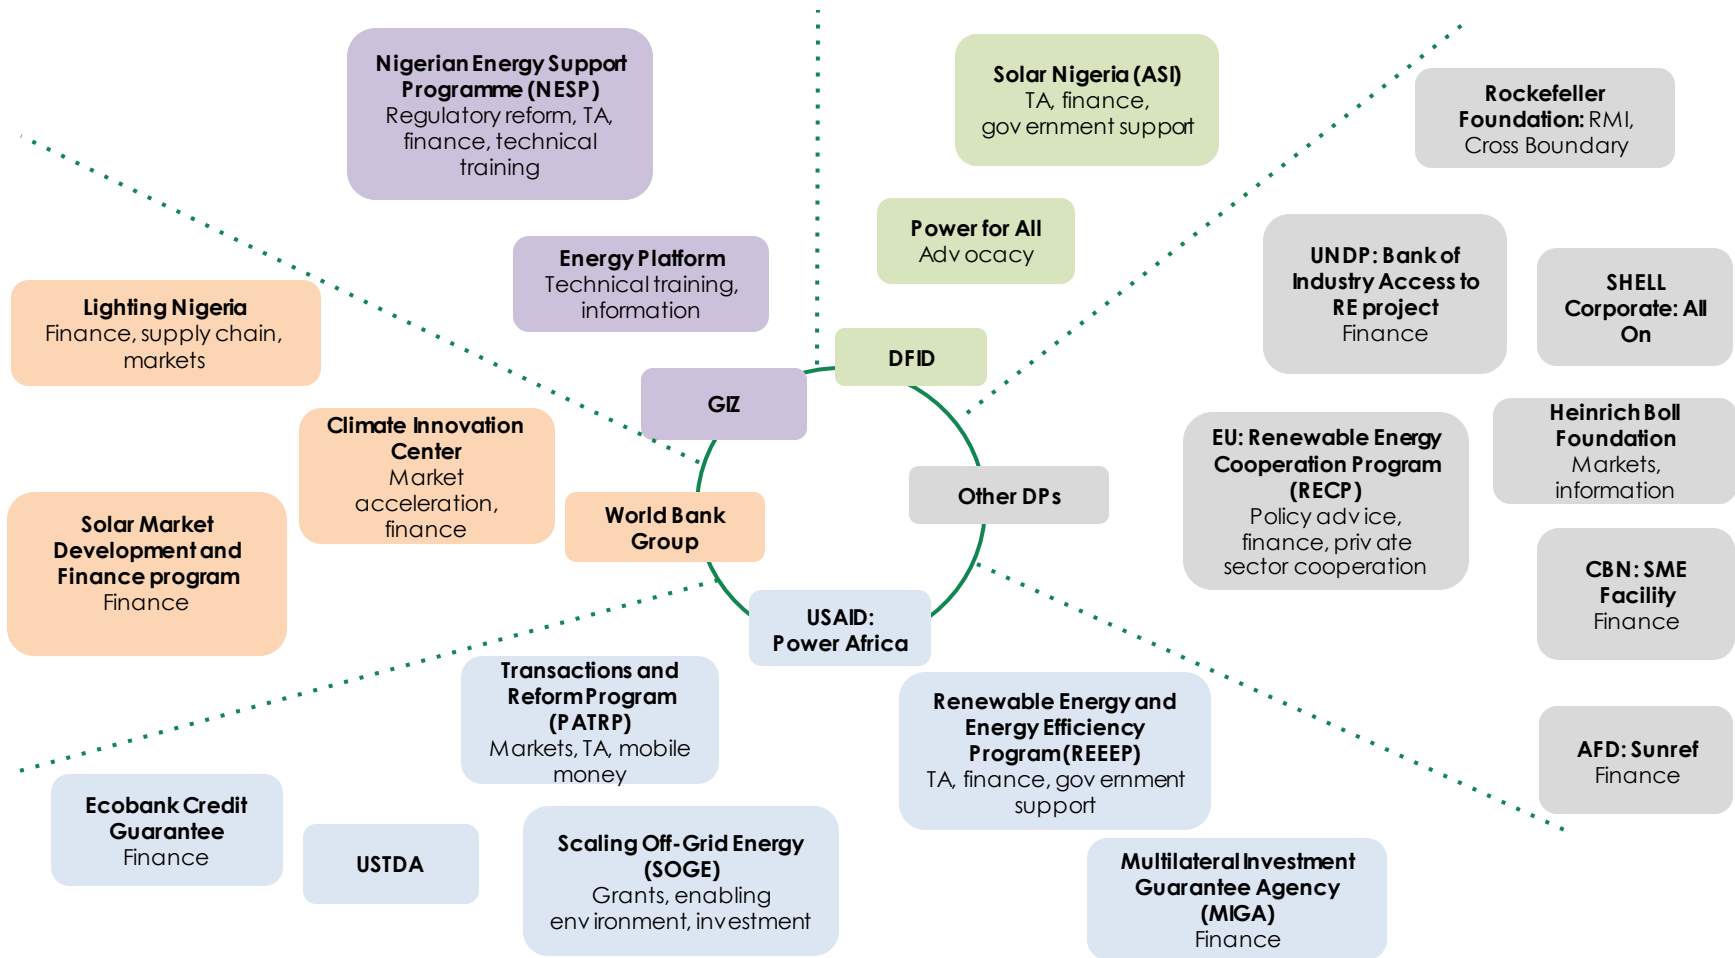 Nigerian Energy Support
Programme (NESP)
Regulatory reform, TA,
finance, technical
training
Energy Platform
Technical training,
information
GIZ
Solar Nigeria (ASI)
TA, finance,
government support
Power for All
Advocacy
DFID
Rockefeller
Foundation: RMI,
Cross Boundary
UNDP: Bank of
Industry Access to
RE project
Finance
SHELL
Corporate: All
On
EU: Renewable Energy
Cooperation Program
(RECP)
Policy advice,
finance, private
sector cooperation
Heinrich Boll
Foundation
Markets,
information
CBN: SME
Facility
Finance
AFD: Sunref
Finance
Other DPs
Lighting Nigeria
Finance, supply chain,
markets
Climate Innovation
Center
Market
acceleration,
finance
Solar Market
Development and
Finance program
Finance
World Bank
Group
USAID:
Power Africa
Transactions and
Reform Program
(PATRP)
Markets, TA, mobile
money
Renewable Energy and
Energy Efficiency
Program (REEEP)
TA, finance, government
support
Ecobank Credit
Guarantee
Finance
USTDA
Scaling Off-Grid Energy
(SOGE)
Grants, enabling
environment, investment
Multilateral Investment
Guarantee Agency
(MIGA)
Finance